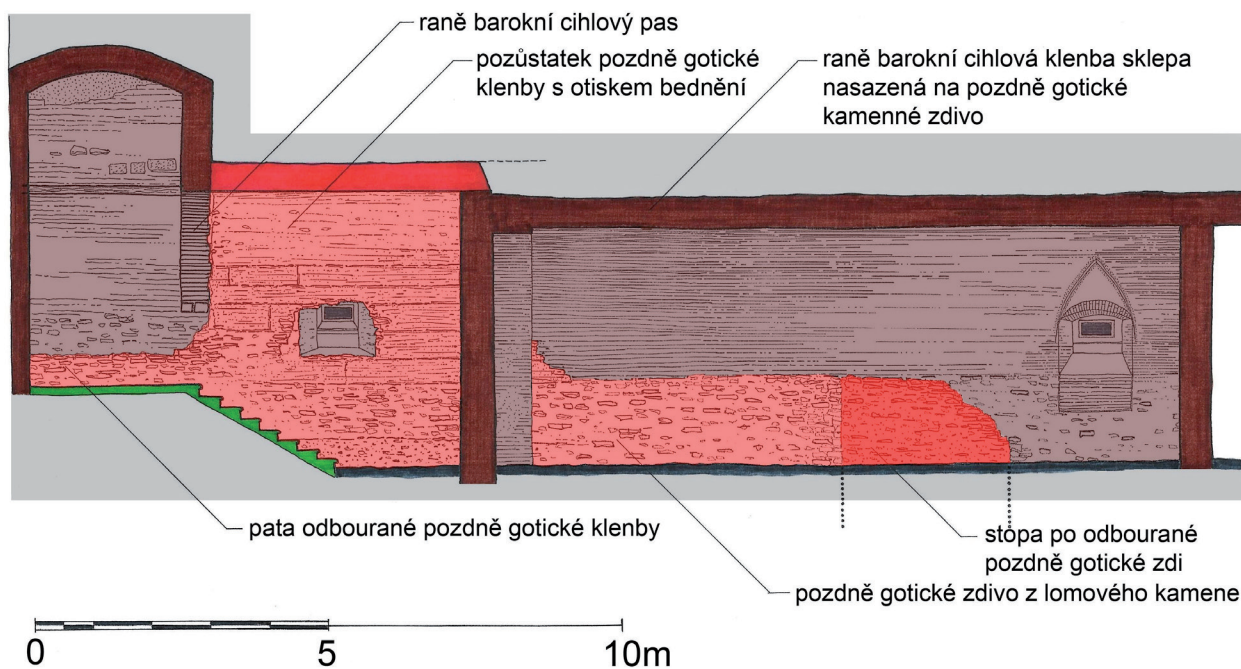 raně barokní cihlový pas
pozůstatek pozdně gotické
klenby s otiskem bednění
raně barokní cihlová klenba sklepa
nasazená na pozdně gotické
kamenné zdivo
pata odbourané pozdně gotické klenby
stopa po odbourané
pozdně gotické zdi
pozdně gotické zdivo z lomového kamene
0 5 10m